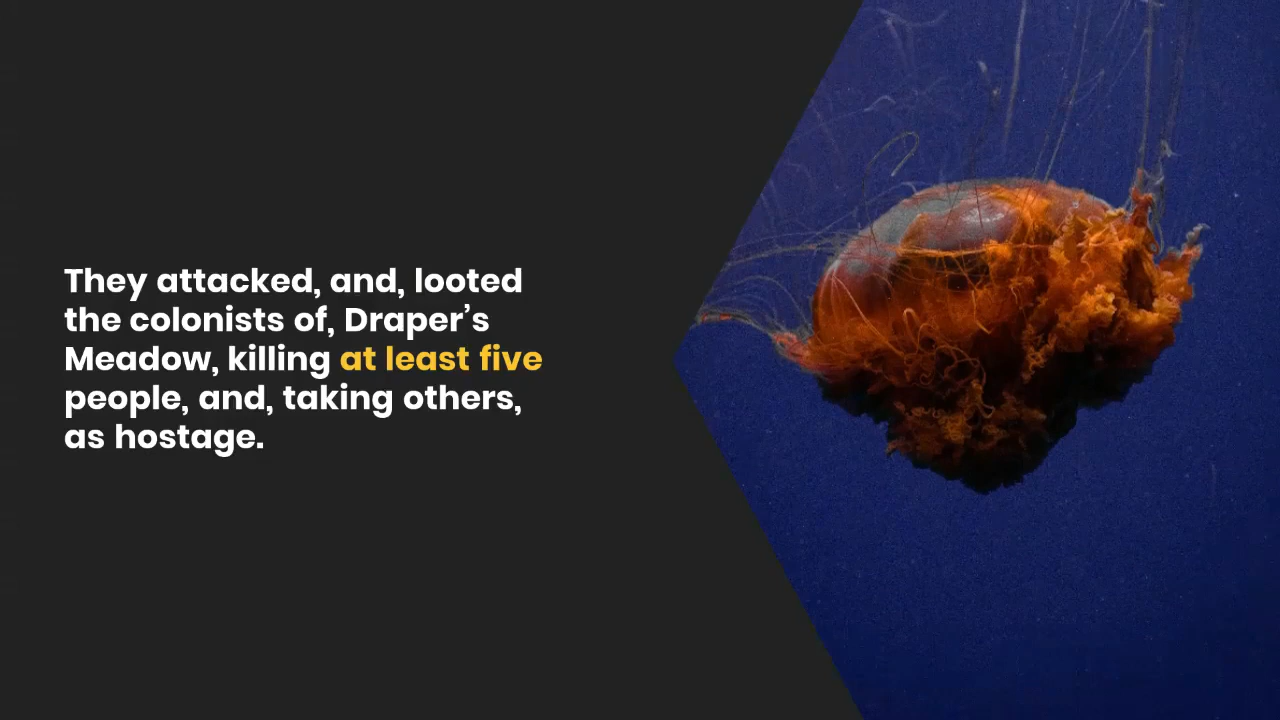 They attacked, and, looted
the colonists of, Draper’s
Meadow, killing at least five
people, and, taking others,
as hostage.